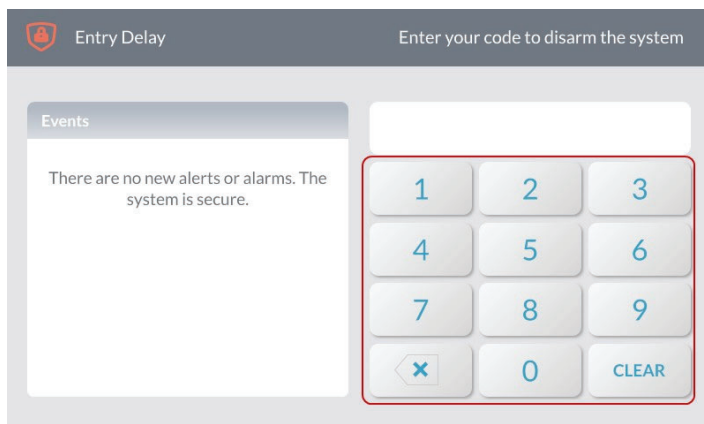 Entry Delay
Enter your code to disarm the system
Events
There are no new alerts or alarms. The
system is secure.
1 2 3
4 5 6
7 8 9
0 CLEAR